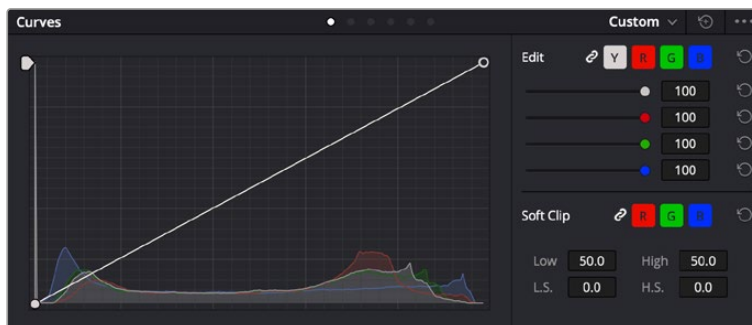 Curves
Custom
Edit
Y R G B
100
100
100
100
Soft Clip
R G B
Low 50.0 High 50.0
L.S. 0.0 H.S. 0.0